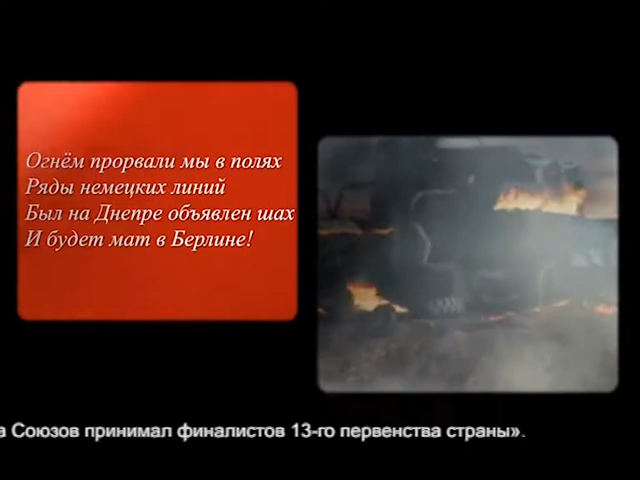 Огнём прорвали мы в полях
Ряды немецких линий
Был на Днепре объявлен шах
И будет мат в Берлине!
а Союзов принимал финалистов 13-го первенства страны».